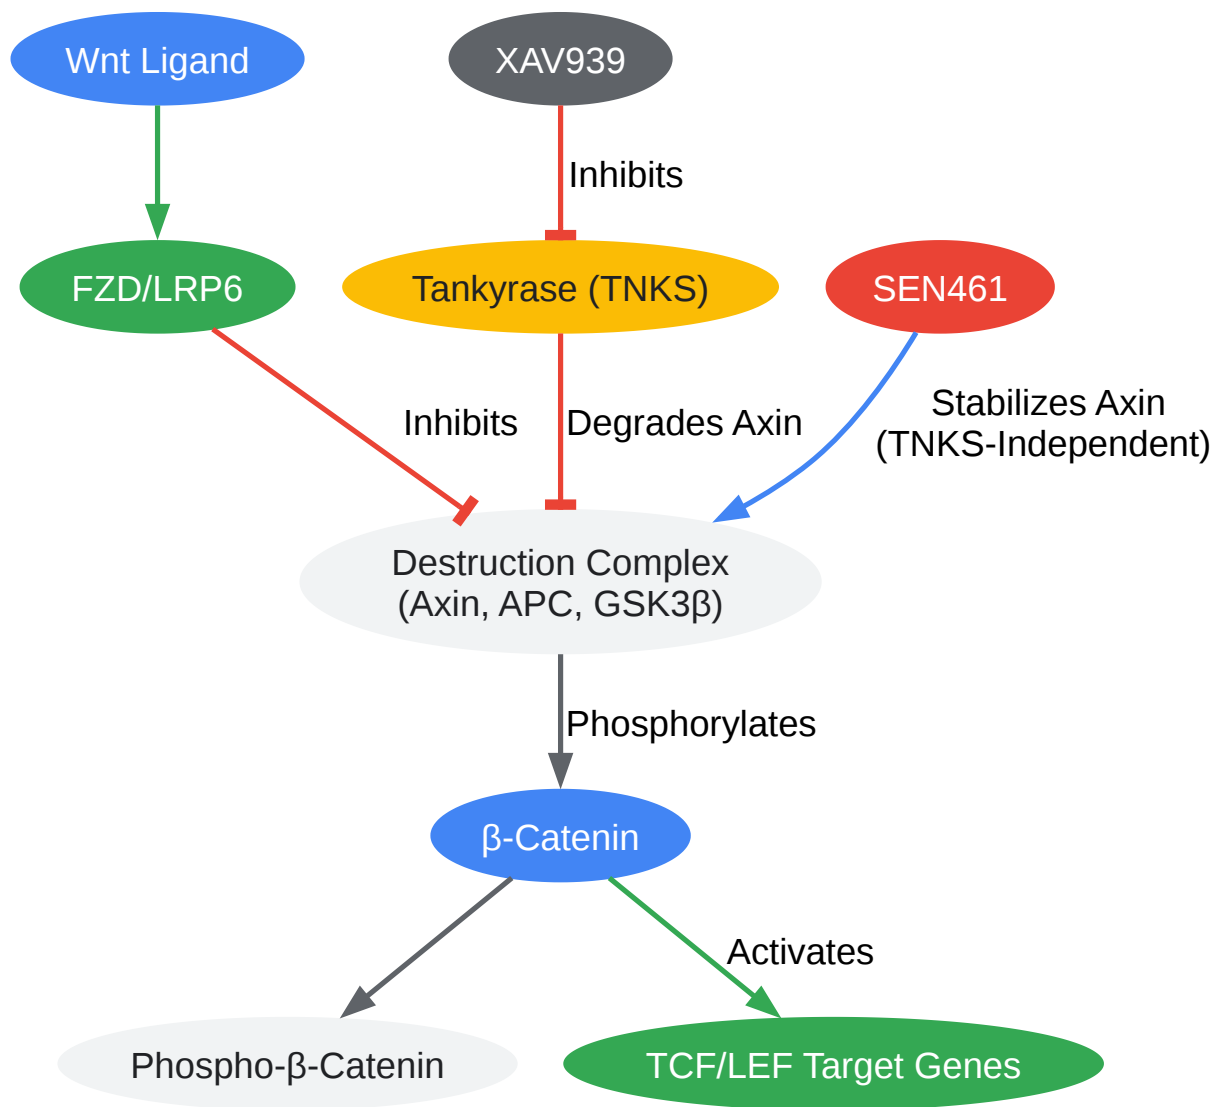 Wnt Ligand
XAV939
Inhibits
FZD/LRP6
Tankyrase (TNKS)
SEN461
Inhibits
Degrades Axin
Stabilizes Axin
(TNKS-Independent)
Destruction Complex
(Axin, APC, GSK3β)
Phosphorylates
β-Catenin
Activates
Phospho-β-Catenin
TCF/LEF Target Genes